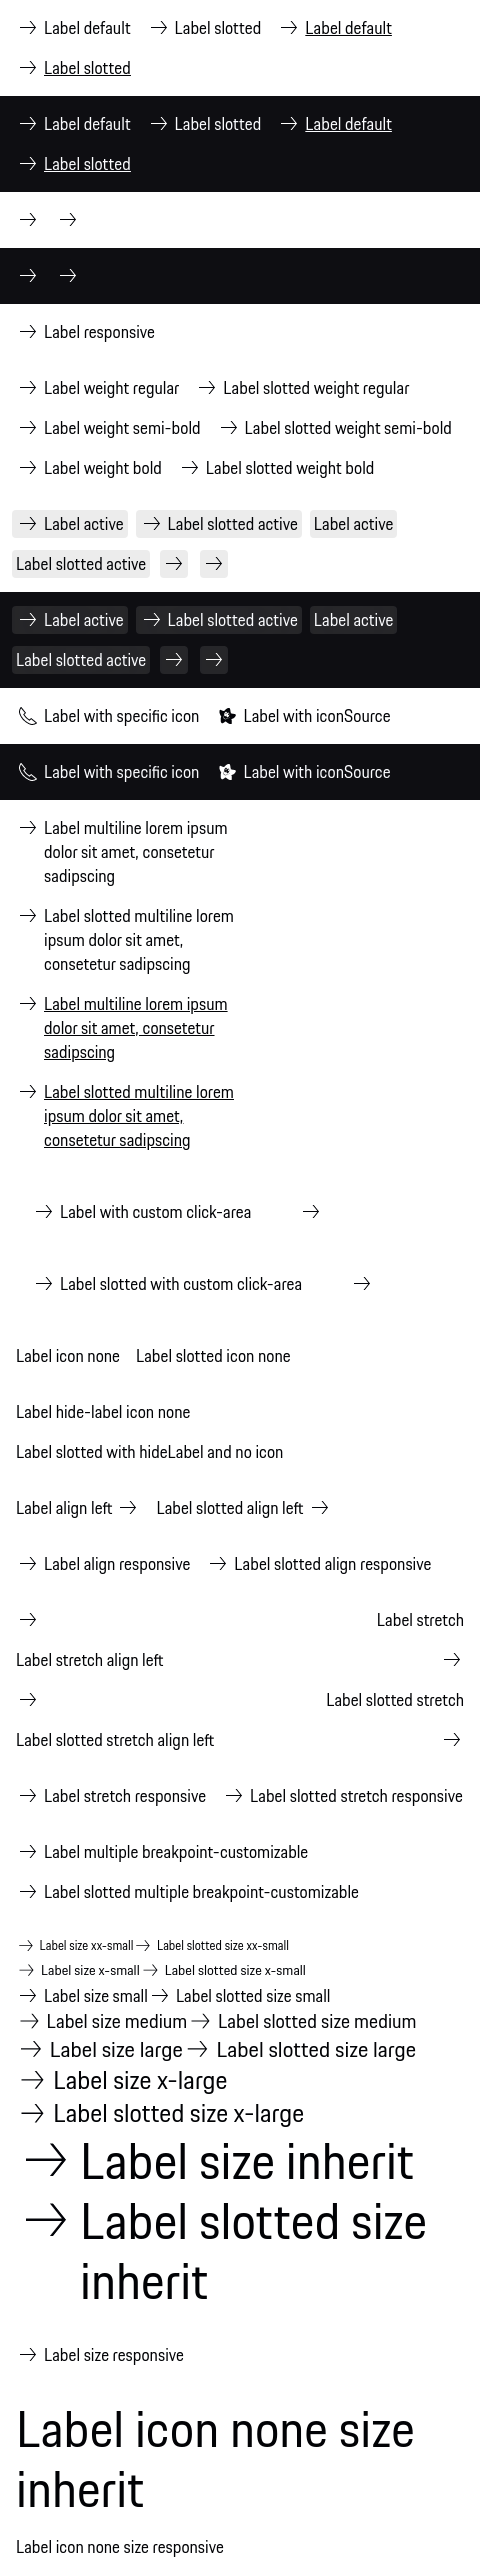 Label default Label slotted Label default
Label slotted
Label default Label slotted Label default
Label slotted
Label responsive
Label weight regular Label slotted weight regular
Label weight semi-bold Label slotted weight semi-bold
Label weight bold Label slotted weight bold
Label active Label slotted active Label active
Label slotted active
Label active Label slotted active Label active
Label slotted active
Label with specific icon Label with iconSource
Label with specific icon Label with iconSource
Label multiline lorem ipsum
dolor sit amet, consetetur
sadipscing
Label slotted multiline lorem
ipsum dolor sit amet,
consetetur sadipscing
Label multiline lorem ipsum
dolor sit amet, consetetur
sadipscing
Label slotted multiline lorem
ipsum dolor sit amet,
consetetur sadipscing
Label with custom click-area
Label slotted with custom click-area
Label icon none Label slotted icon none
Label hide-label icon none
Label slotted with hideLabel and no icon
Label align left Label slotted align left
Label align responsive Label slotted align responsive
Label stretch
Label stretch align left
Label slotted stretch
Label slotted stretch align left
Label stretch responsive Label slotted stretch responsive
Label multiple breakpoint-customizable
Label slotted multiple breakpoint-customizable
Label size xx-small Label slotted size xx-small
Label size x-small Label slotted size x-small
Label size small Label slotted size small
Label size medium Label slotted size medium
Label size large Label slotted size large
Label size x-large
Label slotted size x-large
Label size inherit
Label slotted size
inherit
Label size responsive
Label icon none size
inherit
Label icon none size responsive